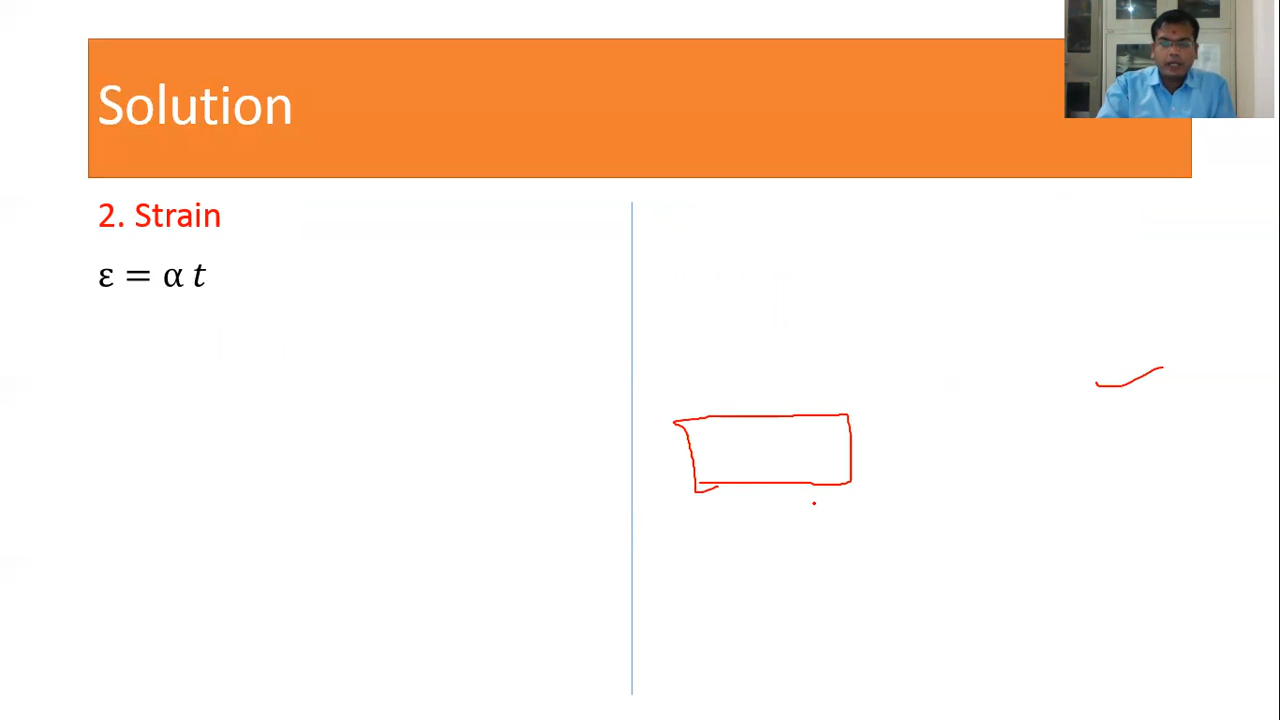 Solution
2. Strain
ε = α t